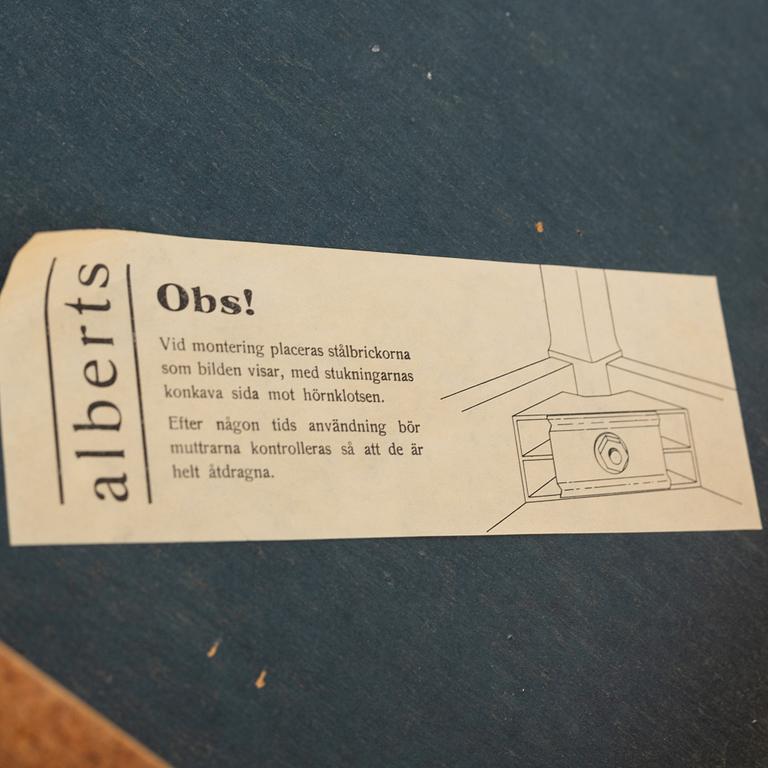 alberts
Obs!
Vid montering placeras stålbrickorna
som bilden visar, med stukningarnas
konkava sida mot hörnklotsen.
Efter någon tids användning bör
muttrarna kontrolleras så att de är
helt åtdragna.